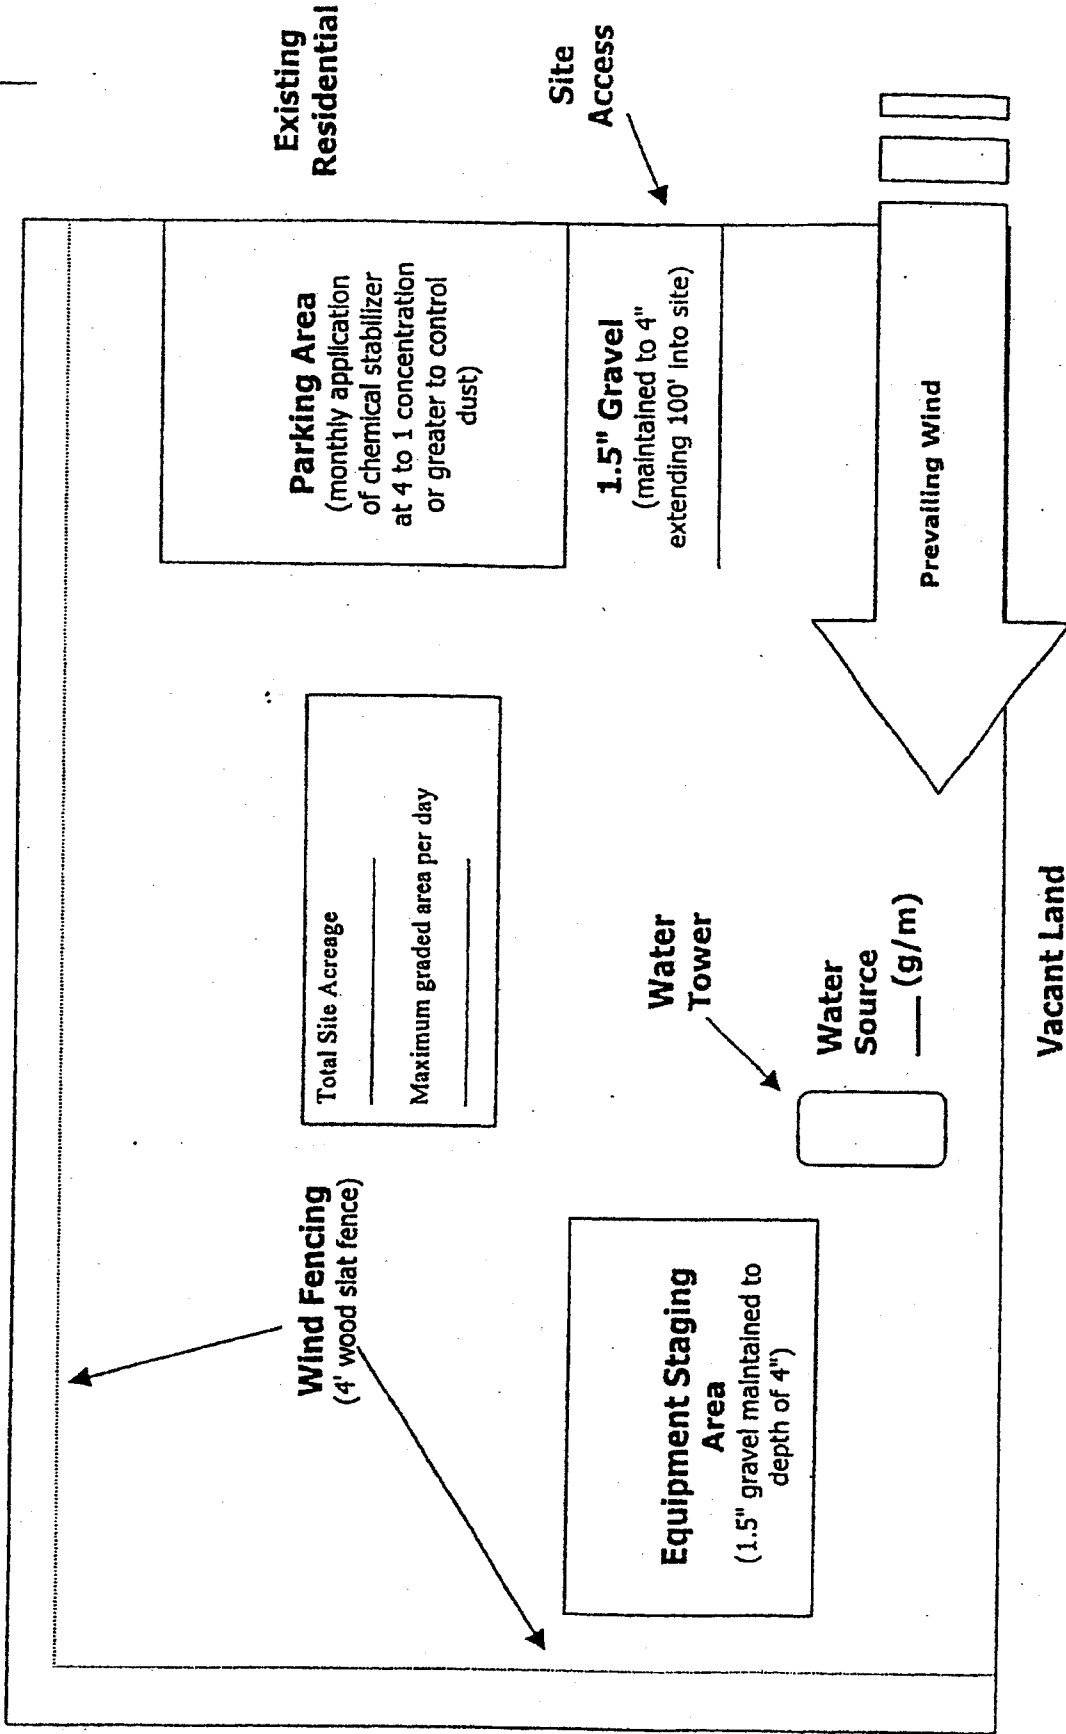 Existing
Residential
Site
Access
Parking Area
(monthly application
of chemical stabilizer
at 4 to 1 concentration
or greater to control
dust)
1.5" Gravel
(maintained to 4"
extending 100' into site)
Prevailing Wind
Total Site Acreage
Maximum graded area per day
Water
Tower
Water
Source
(g/m)
Wind Fencing
(4' wood slat fence)
Equipment Staging
Area
(1.5" gravel maintained to
depth of 4")
Vacant Land